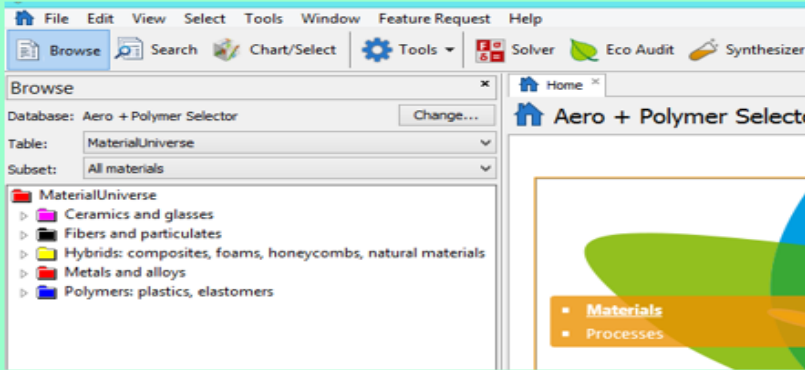 File Edit View Select Tools Window Feature Request Help
Browse Search Chart/Select Tools Solver Eco Audit Synthesizer
Browse
Database: Aero + Polymer Selector Change...
Table: MaterialUniverse
Subset: All materials
MaterialUniverse
Ceramics and glasses
Fibers and particulates
Hybrids: composites, foams, honeycombs, natural materials
Metals and alloys
Polymers: plastics, elastomers
Home
Aero + Polymer Selecto
Materials
Processes